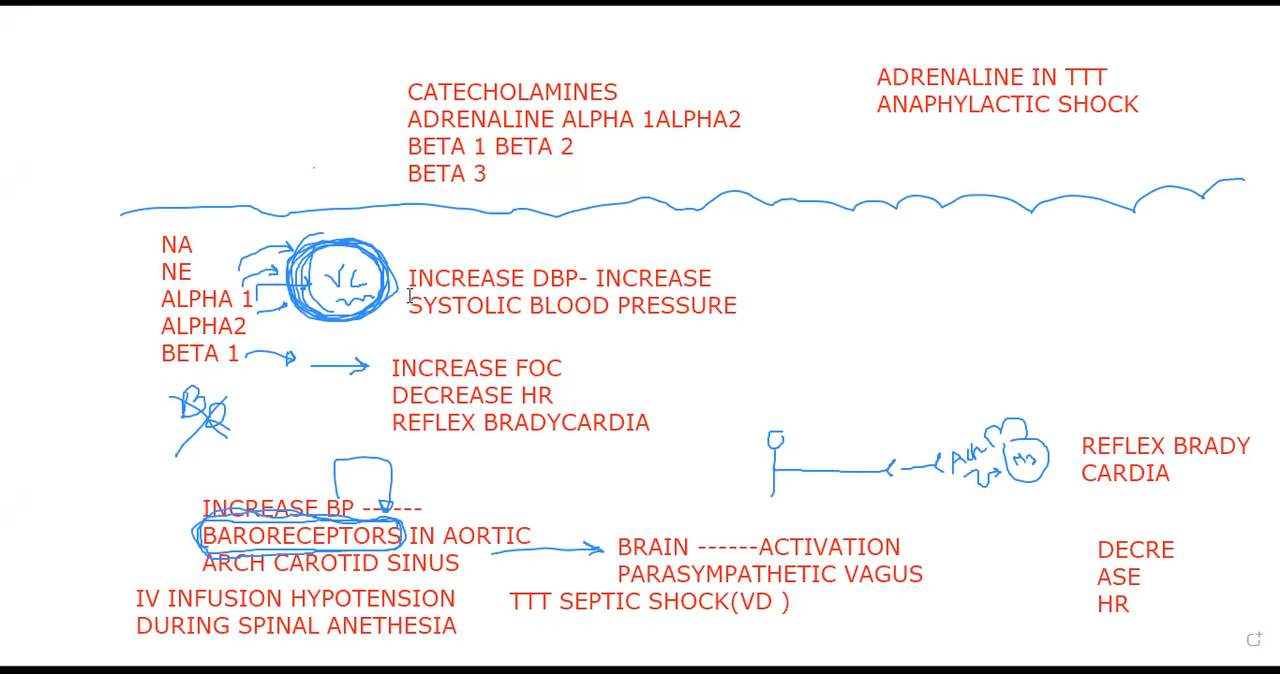 CATECHOLAMINES
ADRENALINE ALPHA 1ALPHA2
BETA 1 BETA 2
BETA 3
ADRENALINE IN TTT
ANAPHYLACTIC SHOCK
NA
NE
ALPHA 1
ALPHA2
BETA 1
VC
INCREASE DBP- INCREASE
SYSTOLIC BLOOD PRESSURE
INCREASE FOC
DECREASE HR
REFLEX BRADYCARDIA
INCREASE BP ------
BARORECEPTORS IN AORTIC
ARCH CAROTID SINUS
BRAIN ------ACTIVATION
PARASYMPATHETIC VAGUS
Ach
REFLEX BRADY
CARDIA
DECRE
ASE
HR
IV INFUSION HYPOTENSION
DURING SPINAL ANETHESIA
TTT SEPTIC SHOCK(VD )